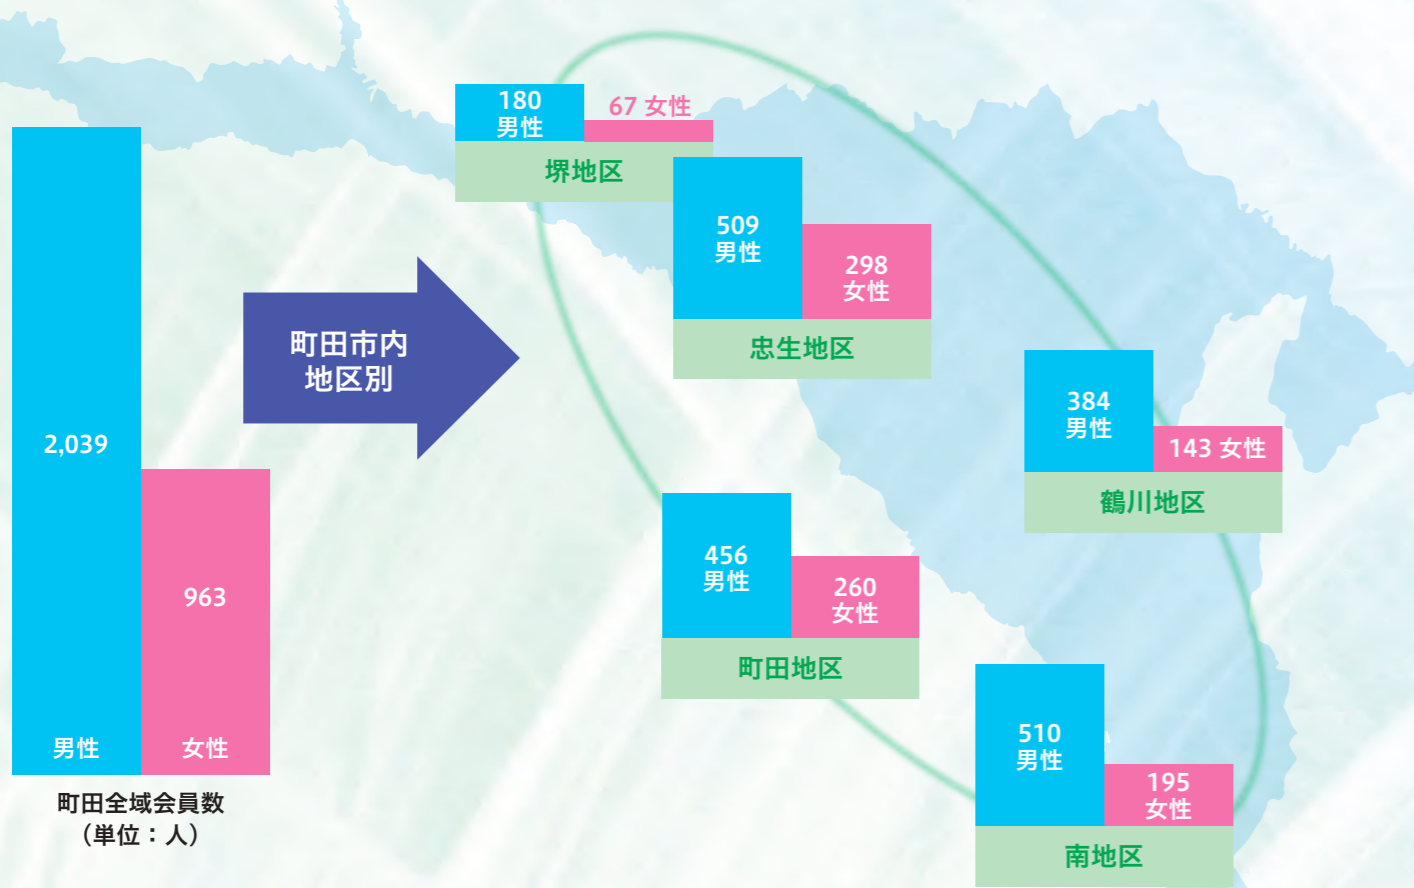 2,039
男性
963
女性
町田全域会員数
（単位：人）
町田市内
地区別
180
男性
67 女性
堺地区
509
男性
298
女性
忠生地区
384
男性
143 女性
鶴川地区
456
男性
260
女性
町田地区
510
男性
195
女性
南地区